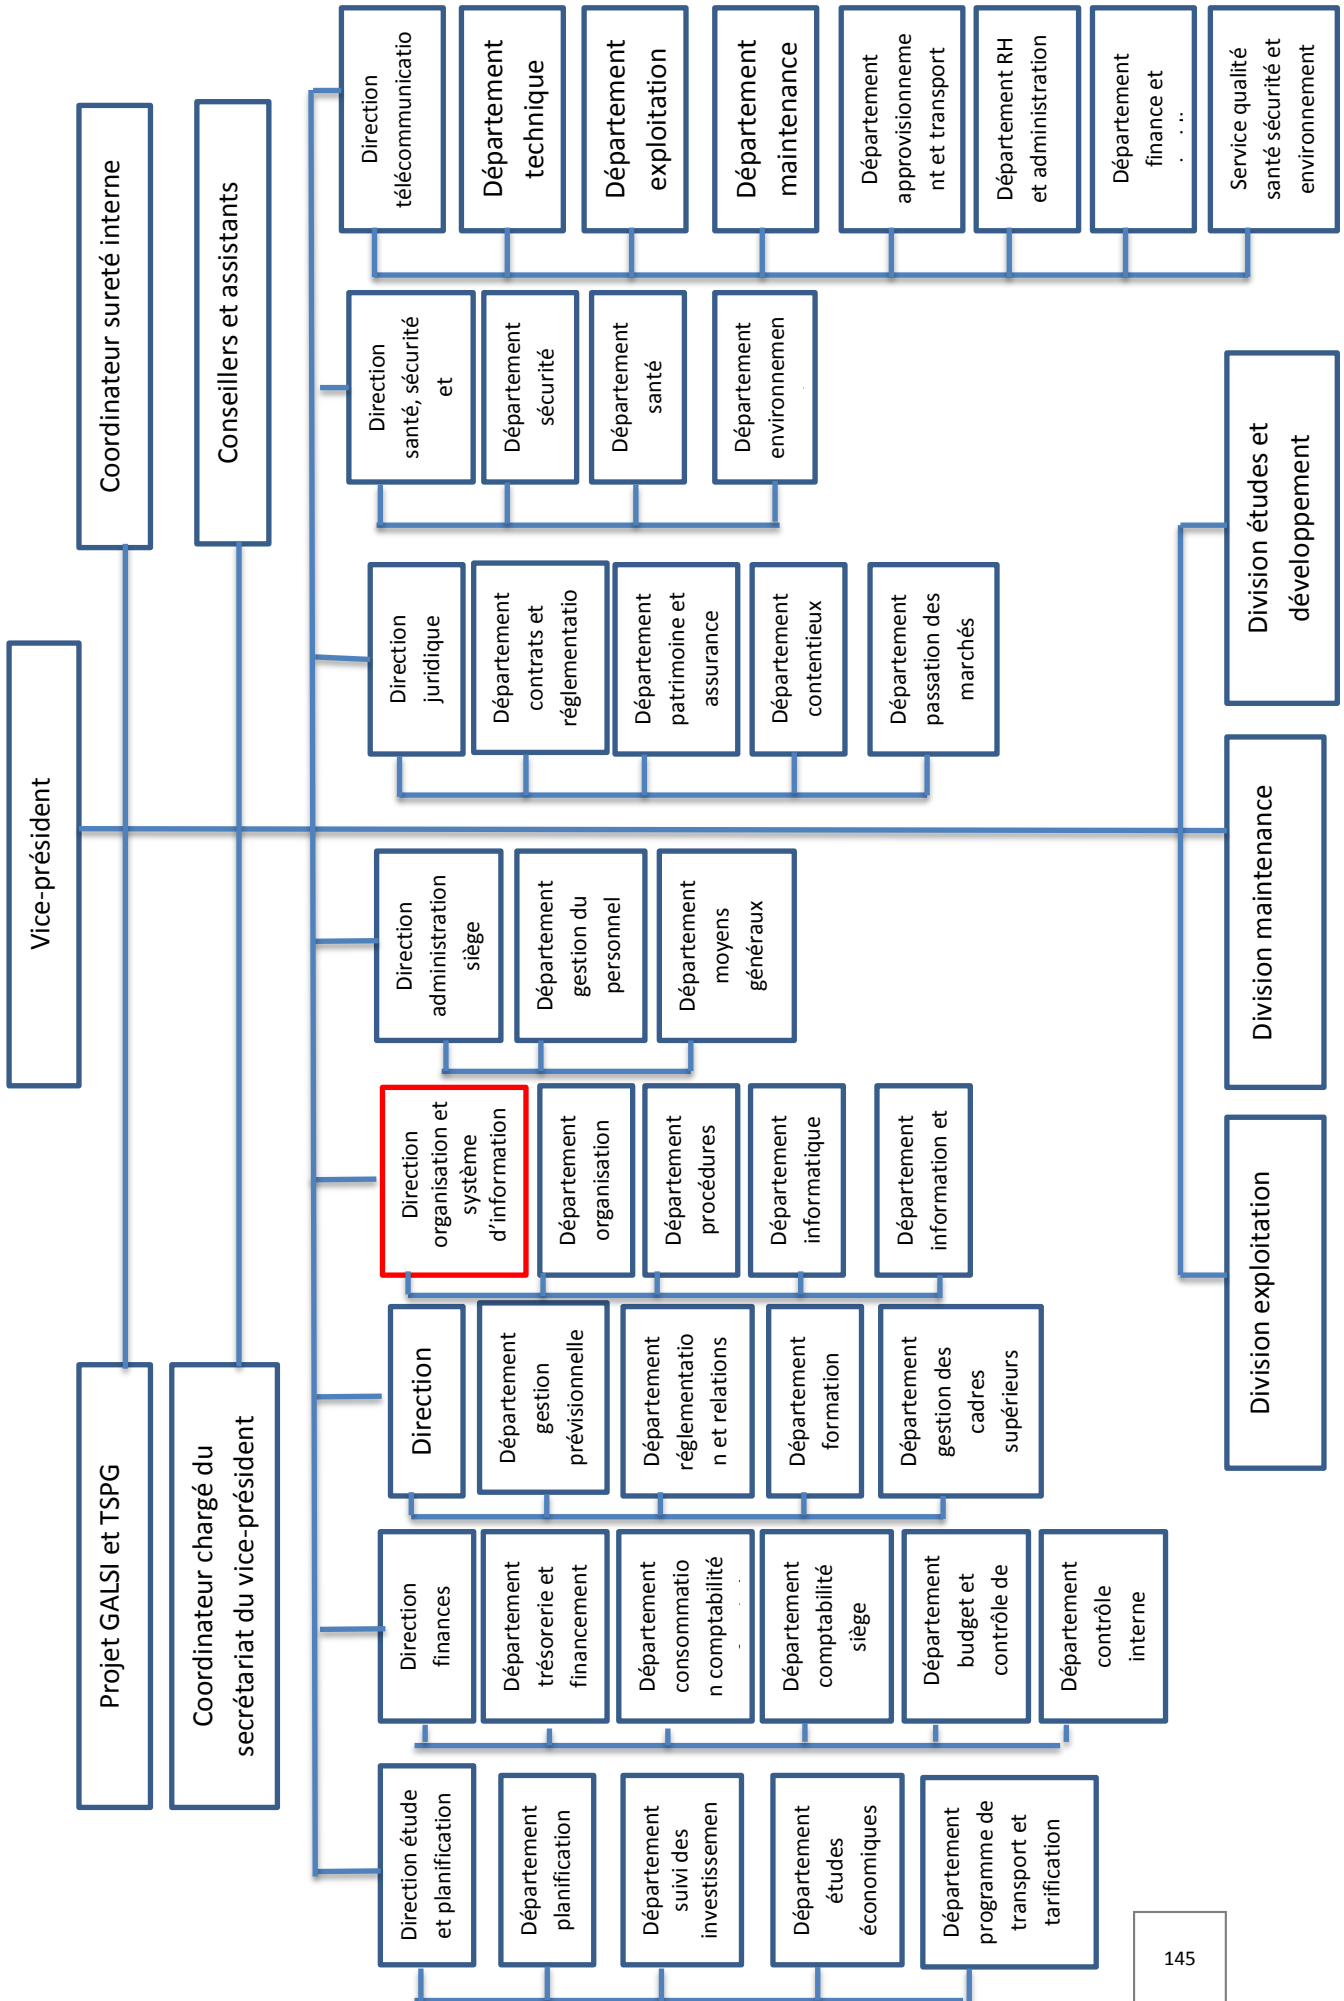 Vice-président
Projet GALSI et TSPG
Coordinateur sureté interne
Coordinateur chargé du
secrétariat du vice-président
Conseillers et assistants
Direction étude
et planification
Département
planification
Département
suivi des
investissemen
Département
études
économiques
Département
programme de
transport et
tarification
Direction
finances
Département
trésorerie et
financement
Département
consommatio
n comptabilité
Département
comptabilité
siège
Département
budget et
contrôle de
Département
contrôle
interne
Direction
Département
gestion
prévisionnelle
Département
réglementatio
n et relations
Département
formation
Département
gestion des
cadres
supérieurs
Direction
organisation et
système
d’information
Département
organisation
Département
procédures
Département
informatique
Département
information et
Direction
administration
siège
Département
gestion du
personnel
Département
moyens
généraux
Direction
juridique
Département
contrats et
réglementatio
Département
patrimoine et
assurance
Département
contentieux
Département
passation des
marchés
Direction
santé, sécurité
et
Département
sécurité
Département
santé
Département
environnemen
Direction
télécommunicatio
Département
technique
Département
exploitation
Département
maintenance
Département
approvisionneme
nt et transport
Département RH
et administration
Département
finance et
Service qualité
santé sécurité et
environnement
Division exploitation
Division maintenance
Division études et
développement
145